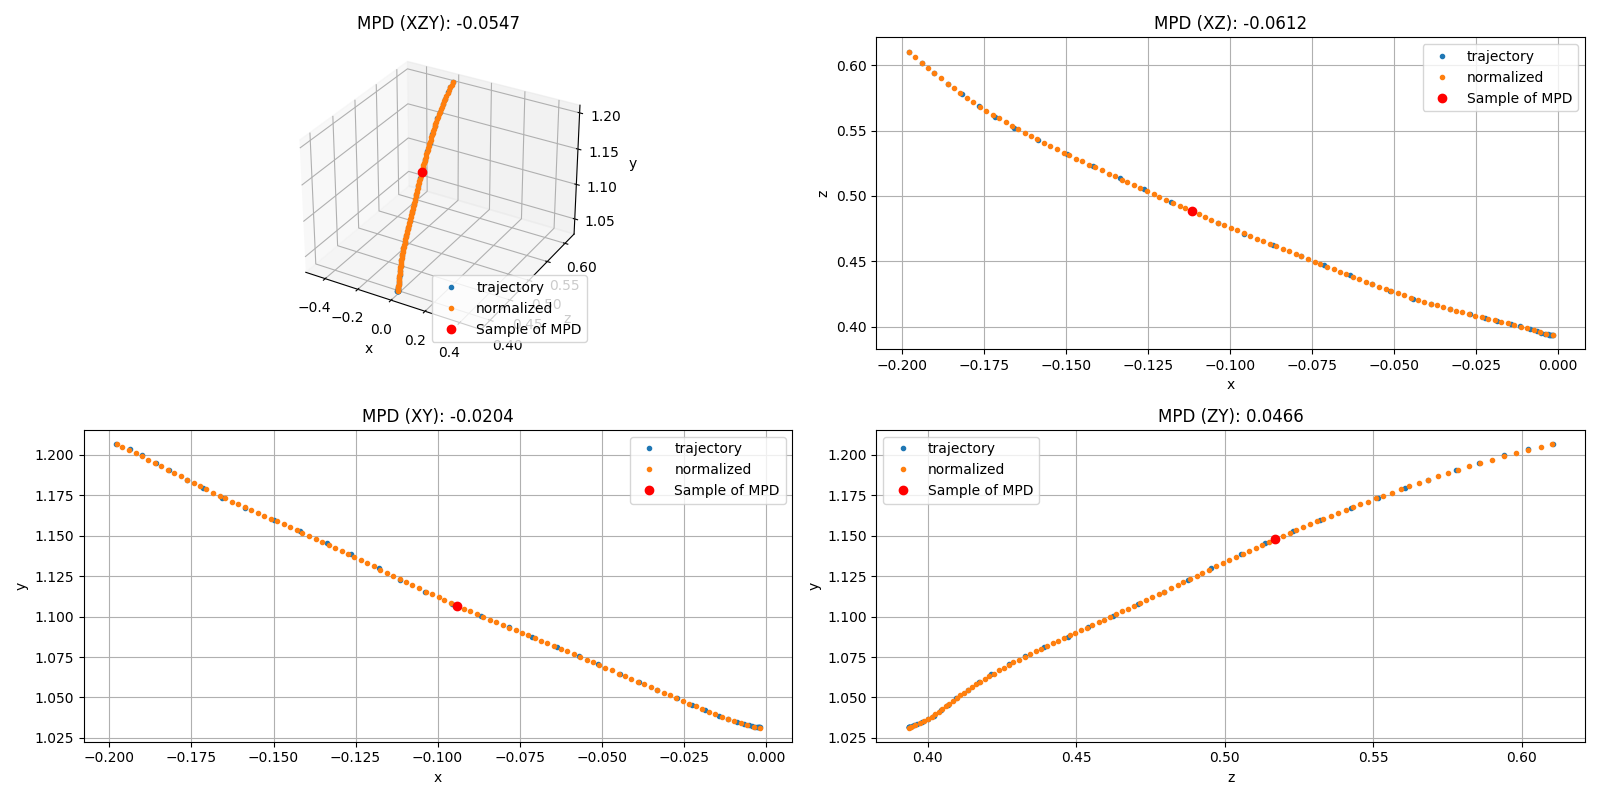 MPD (XZY): -0.0547
1.20
1.15
1.10
1.05
y
0.60
0.55
0.50
0.45
0.40
z
−0.4
−0.2
0.0
0.2
0.4
x
trajectory
normalized
Sample of MPD
MPD (XZ): -0.0612
trajectory
normalized
Sample of MPD
0.60
0.55
0.50
0.45
0.40
z
−0.200 −0.175 −0.150 −0.125 −0.100 −0.075 −0.050 −0.025 0.000
x
MPD (XY): -0.0204
trajectory
normalized
Sample of MPD
1.200
1.175
1.150
1.125
1.100
1.075
1.050
1.025
y
−0.200 −0.175 −0.150 −0.125 −0.100 −0.075 −0.050 −0.025 0.000
x
MPD (ZY): 0.0466
trajectory
normalized
Sample of MPD
1.200
1.175
1.150
1.125
1.100
1.075
1.050
1.025
y
0.40 0.45 0.50 0.55 0.60
z